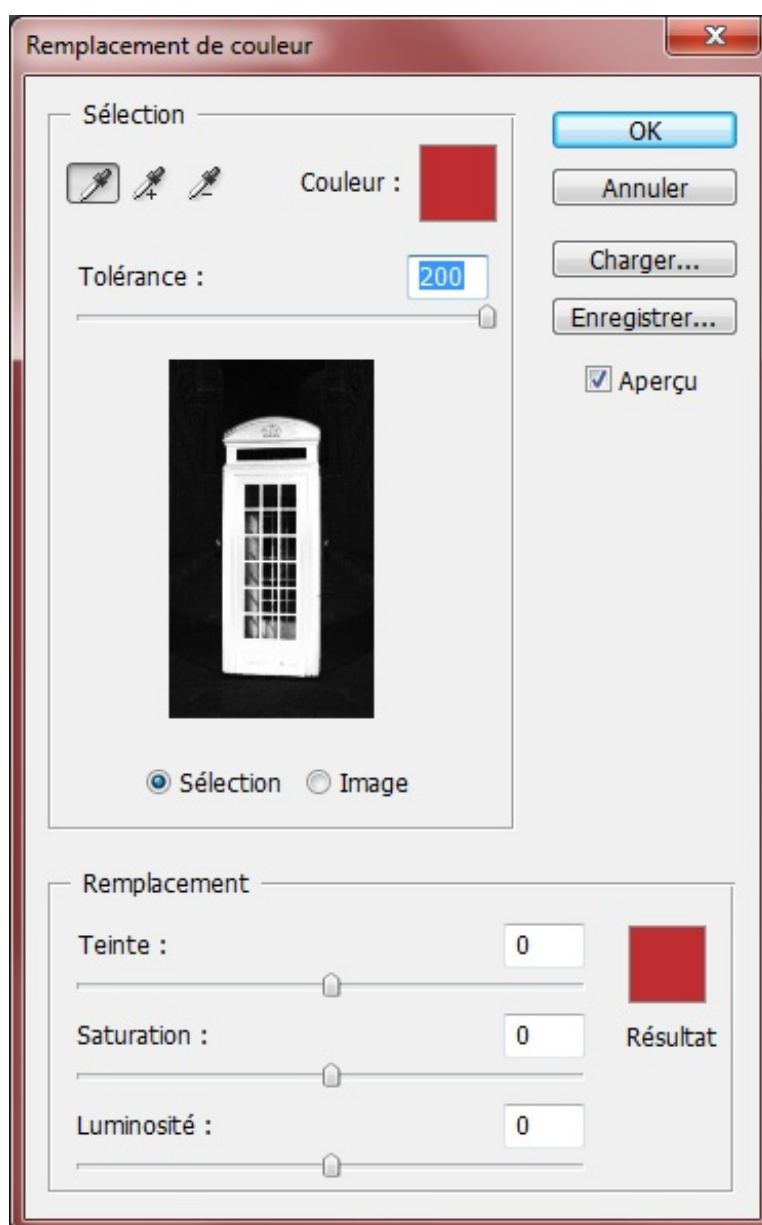 Remplacement de couleur
Sélection
Couleur :
Tolérance :
200
Sélection
Image
OK
Annuler
Charger...
Enregistrer...
Aperçu
Remplacement
Teinte :
0
Saturation :
0
Résultat
Luminosité :
0